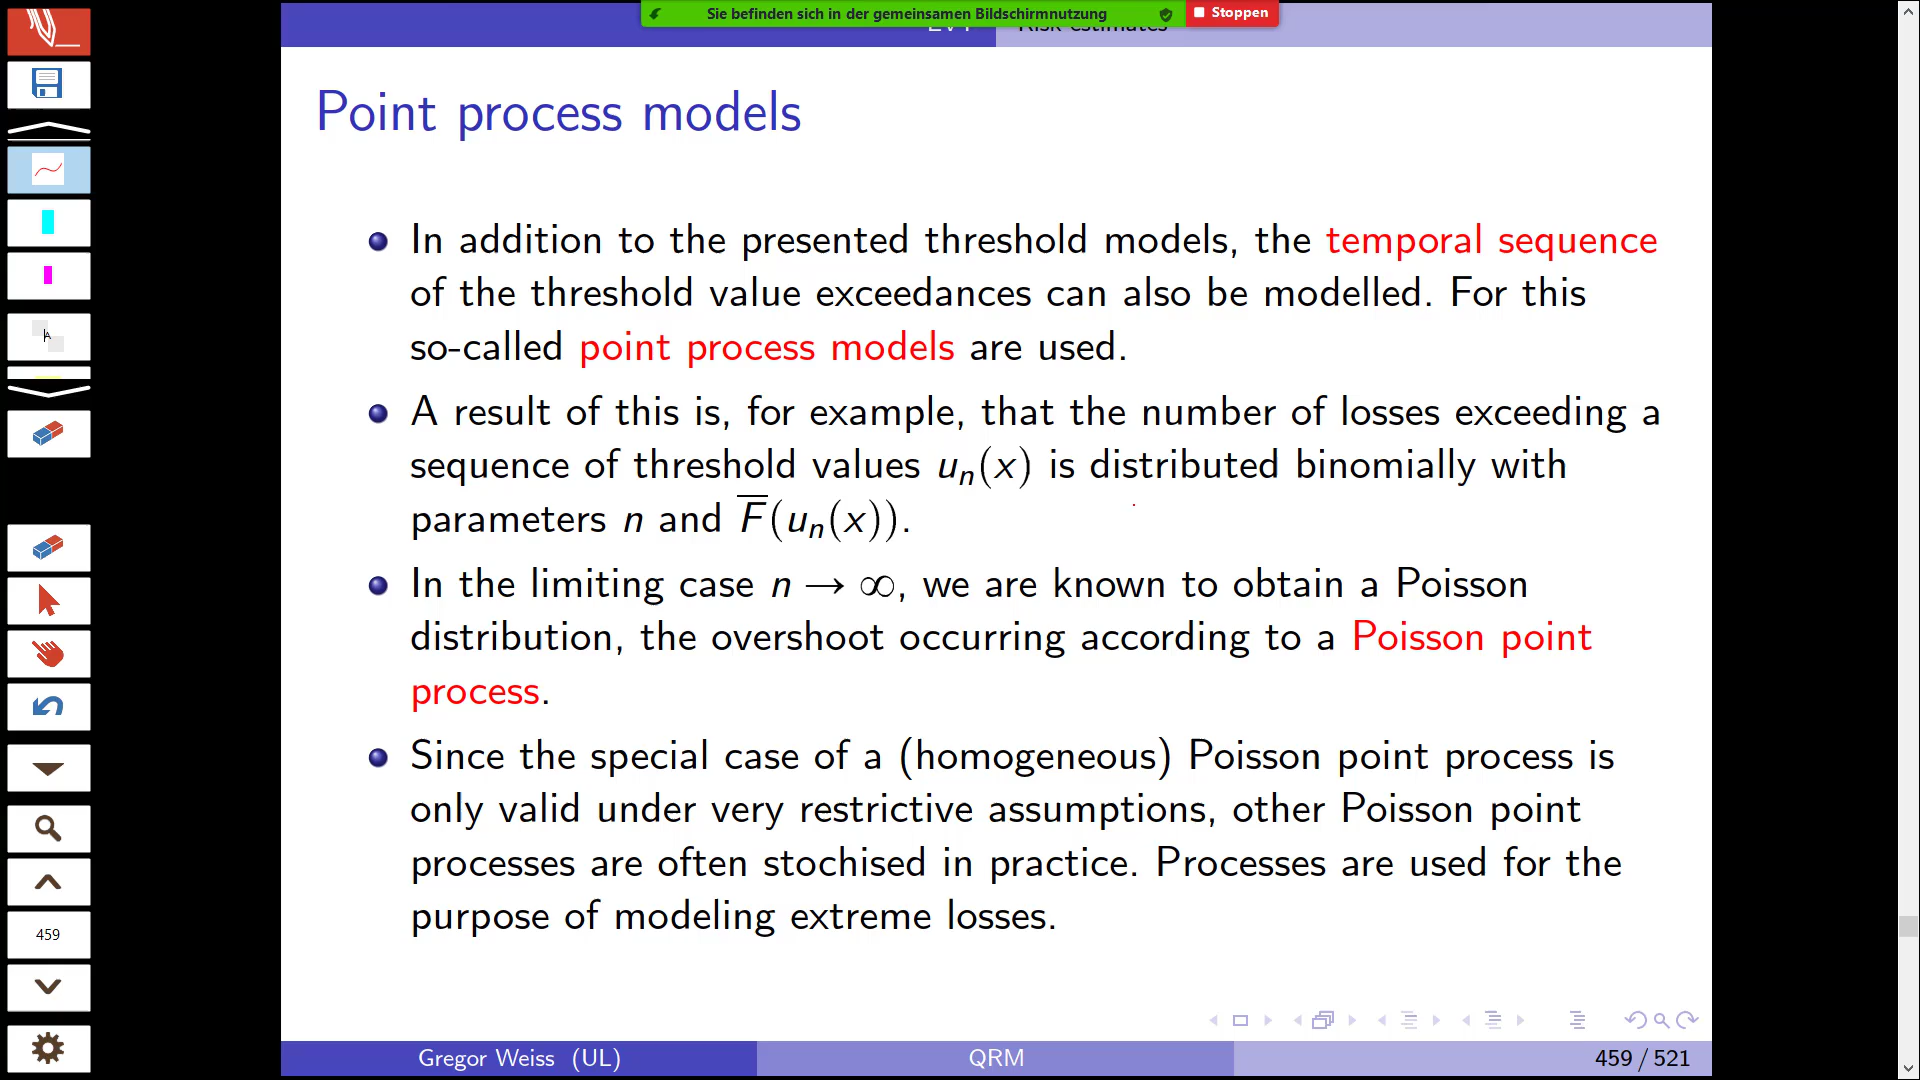 Sie befinden sich in der gemeinsamen Bildschirmnutzung
Stoppen
EVT
Risk estimates
Point process models
In addition to the presented threshold models, the temporal sequence
of the threshold value exceedances can also be modelled. For this
so-called point process models are used.
A result of this is, for example, that the number of losses exceeding a
sequence of threshold values uₙ(x) is distributed binomially with
parameters n and F̅(uₙ(x)).
In the limiting case n → ∞, we are known to obtain a Poisson
distribution, the overshoot occurring according to a Poisson point
process.
Since the special case of a (homogeneous) Poisson point process is
only valid under very restrictive assumptions, other Poisson point
processes are often stochised in practice. Processes are used for the
purpose of modeling extreme losses.
459
Gregor Weiss (UL)
QRM
459 / 521